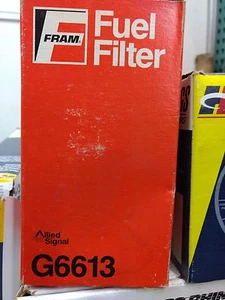 FRAM
Fuel
Filter
Allied
Signal
G6613